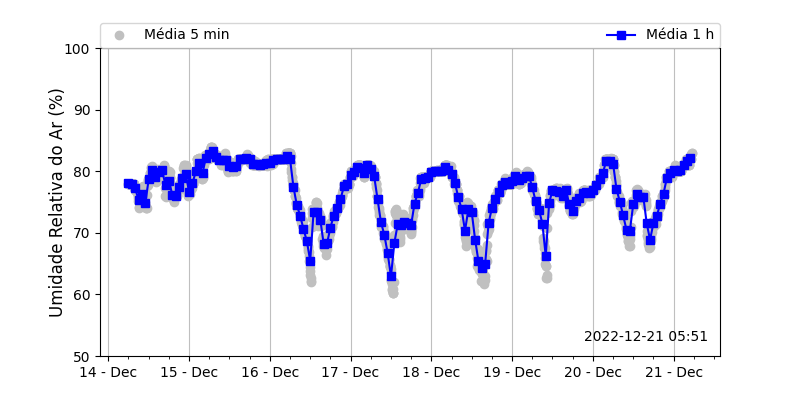 Média 5 min
Média 1 h
100
90
80
70
60
50
Umidade Relativa do Ar (%)
2022-12-21 05:51
14 - Dec
15 - Dec
16 - Dec
17 - Dec
18 - Dec
19 - Dec
20 - Dec
21 - Dec